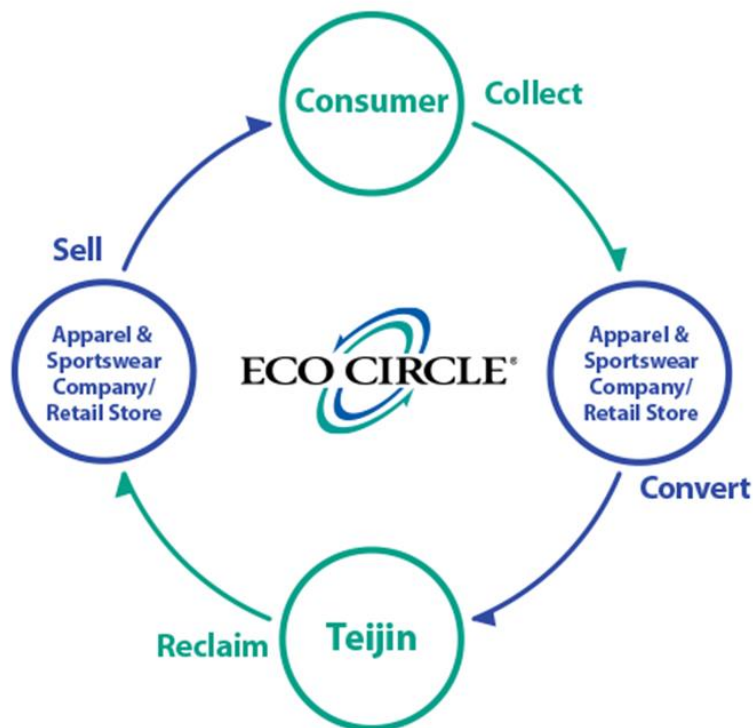 Consumer
Collect
Sell
Apparel &
Sportswear
Company/
Retail Store
ECO CIRCLE®
Apparel &
Sportswear
Company/
Retail Store
Convert
Reclaim
Teijin